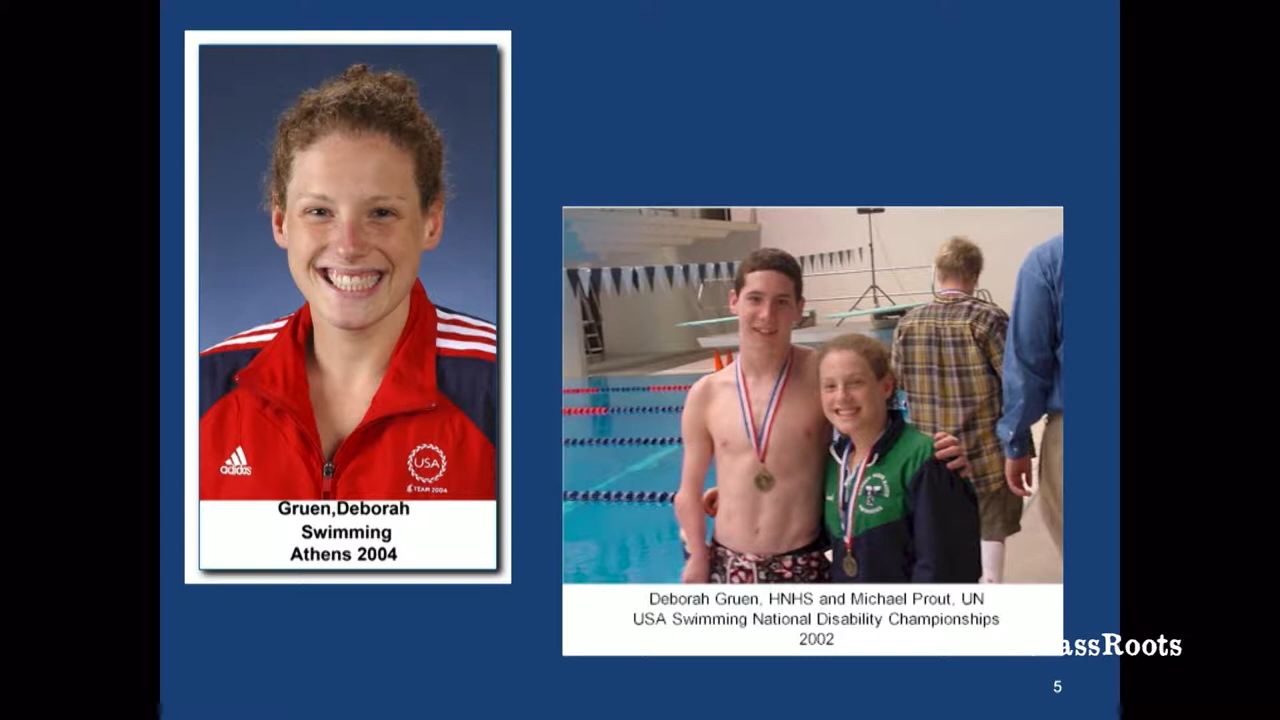 adidas
USA
TEAM 2004
Gruen,Deborah
Swimming
Athens 2004
Deborah Gruen, HNHS and Michael Prout, UN
USA Swimming National Disability Championships
2002
assRoots
5